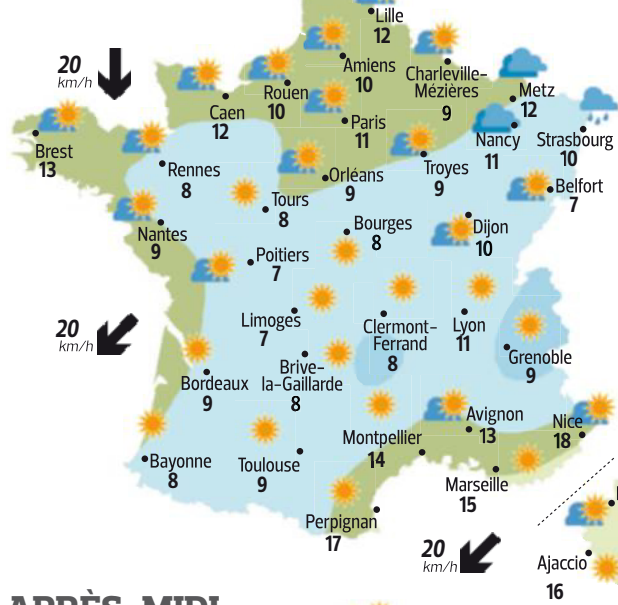 Lille
12
20
km/h
Amiens
10
Charleville-
Mézières
9
Metz
12
Rouen
10
Caen
12
Paris
11
Nancy
11
Strasbourg
10
Brest
13
Rennes
8
Orléans
9
Troyes
9
Belfort
7
Tours
8
Nantes
9
Bourges
8
Dijon
10
Poitiers
7
20
km/h
Limoges
7
Clermont-
Ferrand
8
Lyon
11
Grenoble
9
Bordeaux
9
Brive-
la-Gaillarde
8
Avignon
13
Nice
18
Montpellier
14
Bayonne
8
Toulouse
9
Marseille
15
Perpignan
17
20
km/h
Ajaccio
16
APRÈS-MIDI